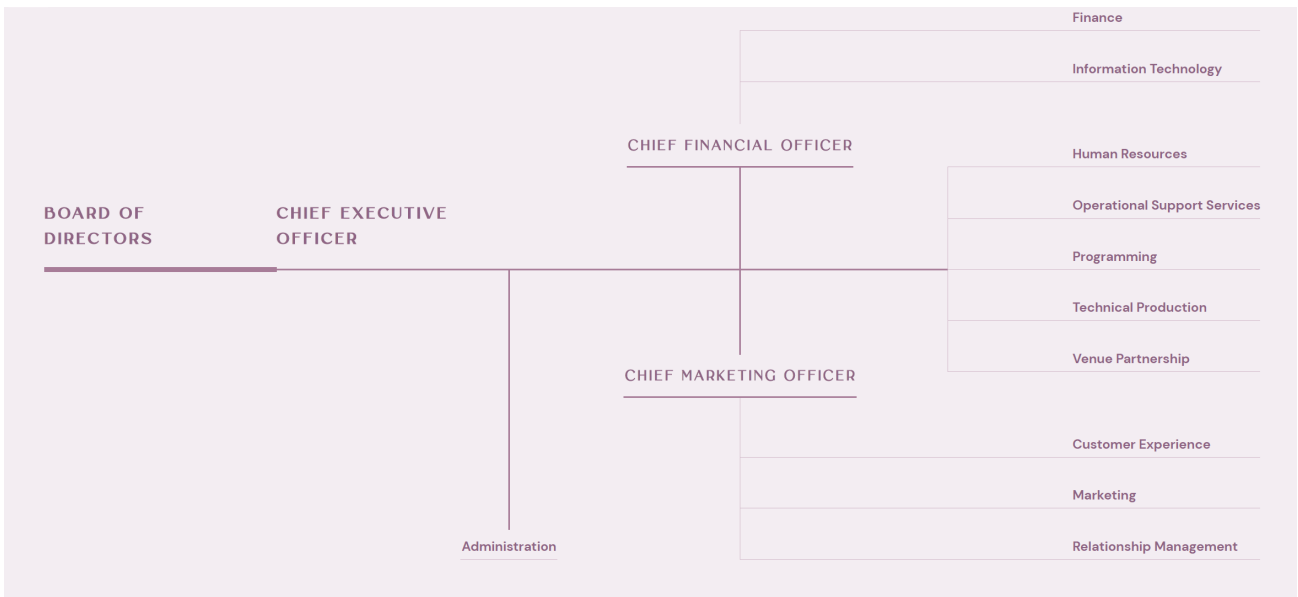 Finance
Information Technology
CHIEF FINANCIAL OFFICER
Human Resources
Operational Support Services
BOARD OF
DIRECTORS
CHIEF EXECUTIVE
OFFICER
Programming
Technical Production
Venue Partnership
CHIEF MARKETING OFFICER
Customer Experience
Marketing
Relationship Management
Administration